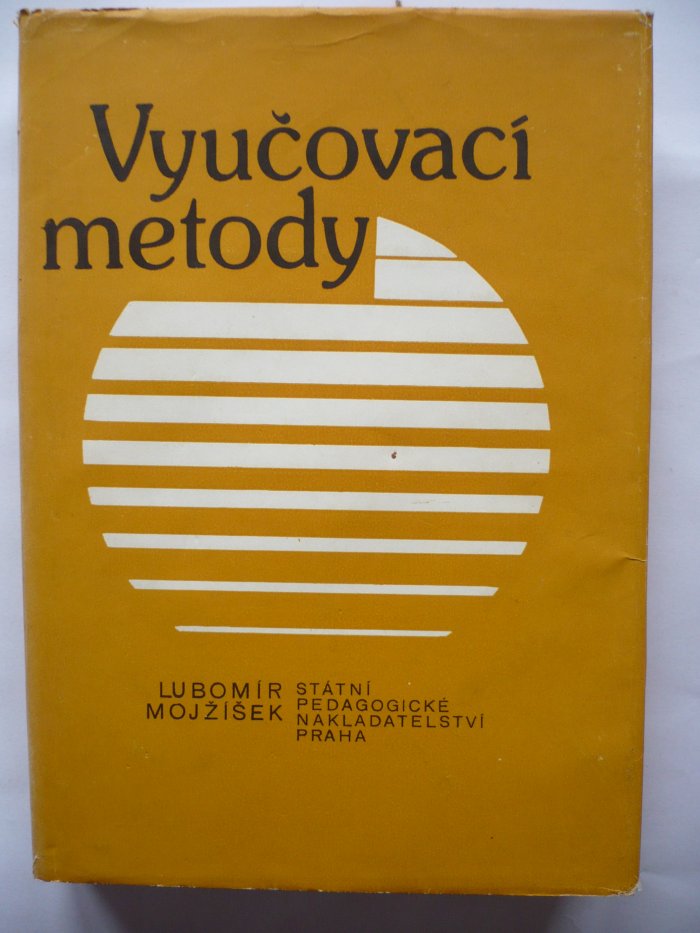 Vyučovací
metody
LUBOMÍR
MOJŽÍŠEK
STÁTNÍ
PEDAGOGICKÉ
NAKLADATELSTVÍ
PRAHA